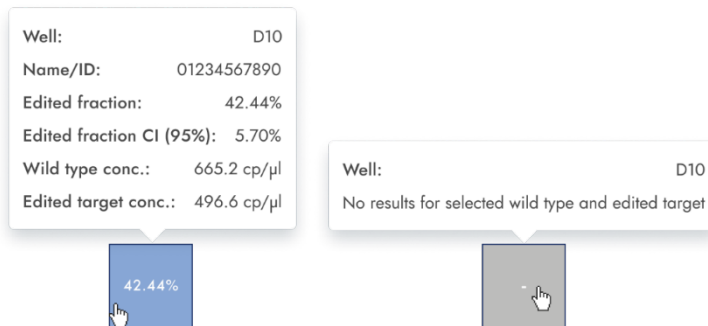 Well: D10
Name/ID: 01234567890
Edited fraction: 42.44%
Edited fraction CI (95%): 5.70%
Wild type conc.: 665.2 cp/µl
Edited target conc.: 496.6 cp/µl
42.44%
Well: D10
No results for selected wild type and edited target
-